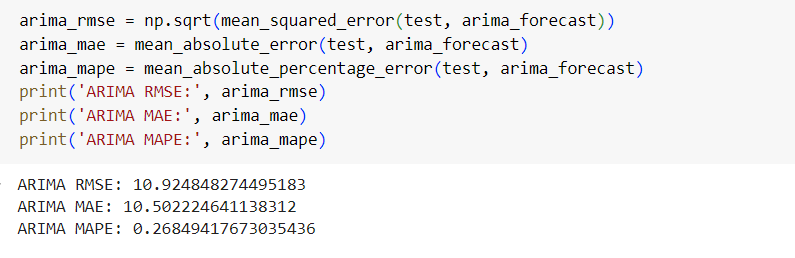 arima_rmse = np.sqrt(mean_squared_error(test, arima_forecast))
arima_mae = mean_absolute_error(test, arima_forecast)
arima_mape = mean_absolute_percentage_error(test, arima_forecast)
print('ARIMA RMSE:', arima_rmse)
print('ARIMA MAE:', arima_mae)
print('ARIMA MAPE:', arima_mape)
ARIMA RMSE: 10.924848274495183
ARIMA MAE: 10.502224641138312
ARIMA MAPE: 0.26849417673035436